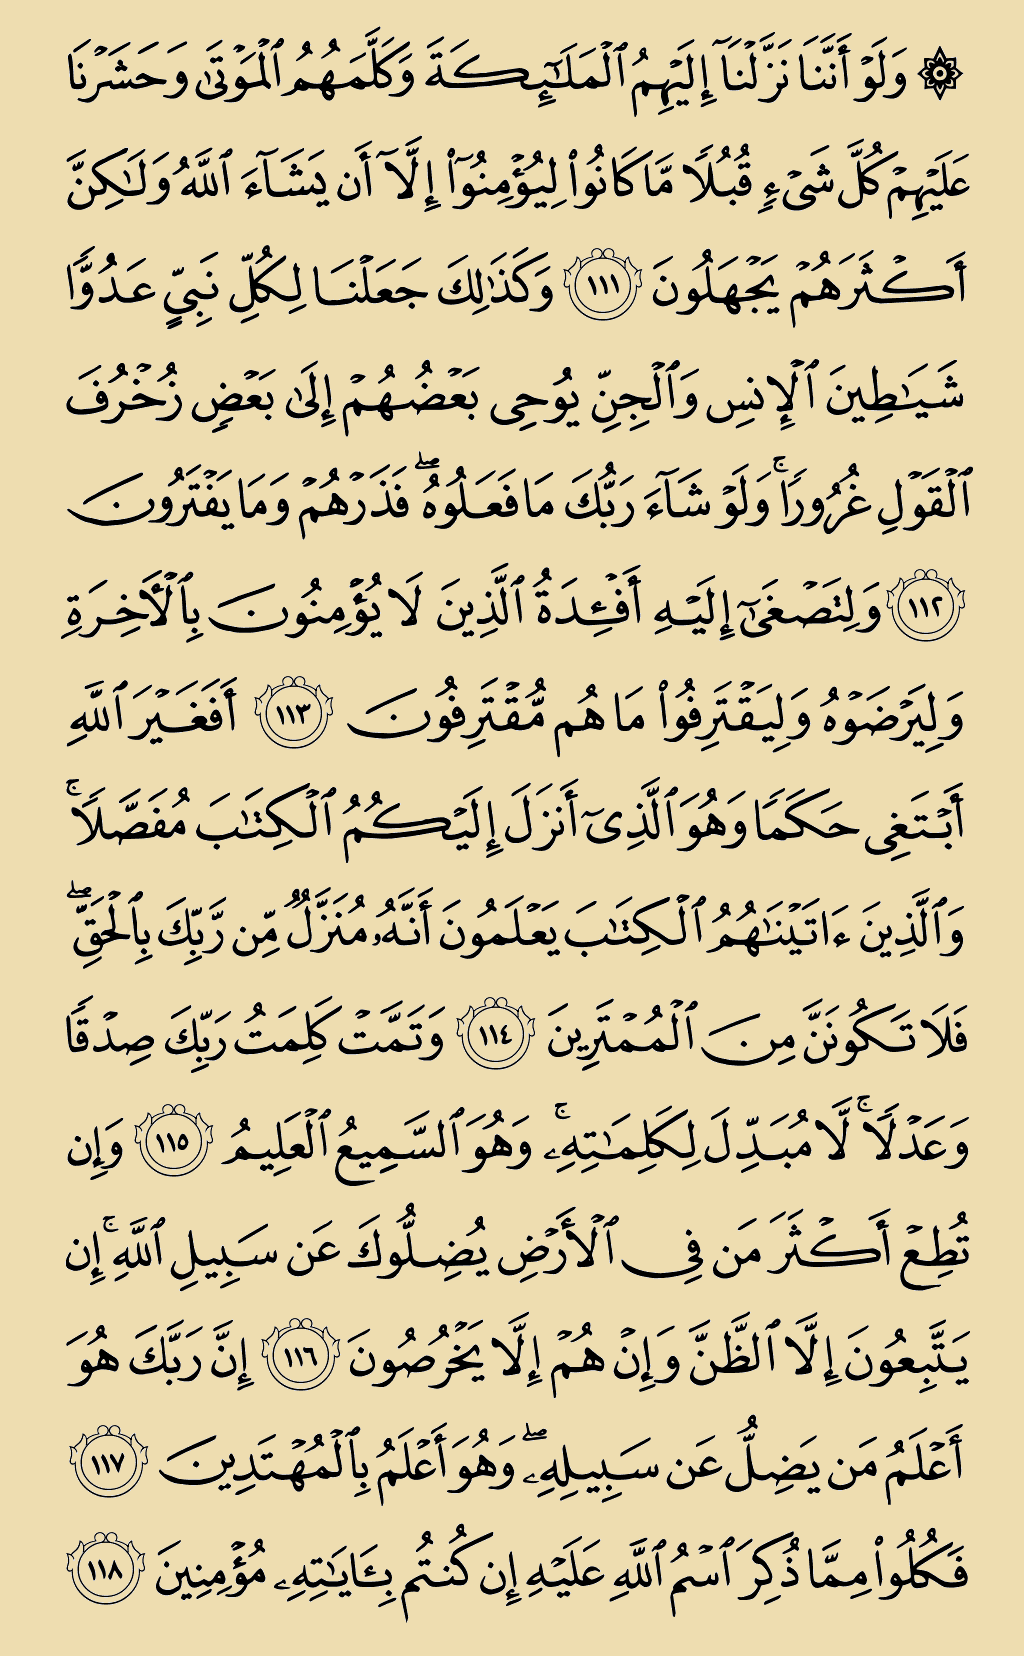 ۞ وَلَوۡ أَنَّنَا نَزَّلۡنَآ إِلَيۡهِمُ ٱلۡمَلَـٰٓئِكَةَ وَكَلَّمَهُمُ ٱلۡمَوۡتَىٰ وَحَشَرۡنَا
عَلَيۡهِمۡ كُلَّ شَىۡءٍ قُبُلًا مَّا كَانُواْ لِيُؤۡمِنُوٓاْ إِلَّآ أَن يَشَآءَ ٱللَّهُ وَلَـٰكِنَّ
أَكۡثَرَهُمۡ يَجۡهَلُونَ ١١١ وَكَذَٰلِكَ جَعَلۡنَا لِكُلِّ نَبِىٍّ عَدُوًّا
شَيَـٰطِينَ ٱلۡإِنسِ وَٱلۡجِنِّ يُوحِى بَعۡضُهُمۡ إِلَىٰ بَعۡضٍ زُخۡرُفَ
ٱلۡقَوۡلِ غُرُورًاۚ وَلَوۡ شَآءَ رَبُّكَ مَا فَعَلُوهُۖ فَذَرۡهُمۡ وَمَا يَفۡتَرُونَ
١١٢ وَلِتَصۡغَىٰٓ إِلَيۡهِ أَفۡـِٔدَةُ ٱلَّذِينَ لَا يُؤۡمِنُونَ بِٱلۡأَخِرَةِ
وَلِيَرۡضَوۡهُ وَلِيَقۡتَرِفُواْ مَا هُم مُّقۡتَرِفُونَ ١١٣ أَفَغَيۡرَ ٱللَّهِ
أَبۡتَغِى حَكَمًا وَهُوَ ٱلَّذِىٓ أَنزَلَ إِلَيۡكُمُ ٱلۡكِتَـٰبَ مُفَصَّلًاۚ
وَٱلَّذِينَ ءَاتَيۡنَـٰهُمُ ٱلۡكِتَـٰبَ يَعۡلَمُونَ أَنَّهُۥ مُنَزَّلٌ مِّن رَّبِّكَ بِٱلۡحَقِّۖ
فَلَا تَكُونَنَّ مِنَ ٱلۡمُمۡتَرِينَ ١١٤ وَتَمَّتۡ كَلِمَتُ رَبِّكَ صِدۡقًا
وَعَدۡلًاۚ لَّا مُبَدِّلَ لِكَلِمَـٰتِهِۦۚ وَهُوَ ٱلسَّمِيعُ ٱلۡعَلِيمُ ١١٥ وَإِن
تُطِعۡ أَكۡثَرَ مَن فِى ٱلۡأَرۡضِ يُضِلُّوكَ عَن سَبِيلِ ٱللَّهِۚ إِن
يَتَّبِعُونَ إِلَّا ٱلظَّنَّ وَإِنۡ هُمۡ إِلَّا يَخۡرُصُونَ ١١٦ إِنَّ رَبَّكَ هُوَ
أَعۡلَمُ مَن يَضِلُّ عَن سَبِيلِهِۦۖ وَهُوَ أَعۡلَمُ بِٱلۡمُهۡتَدِينَ ١١٧
فَكُلُواْ مِمَّا ذُكِرَ ٱسۡمُ ٱللَّهِ عَلَيۡهِ إِن كُنتُم بِـَٔايَـٰتِهِۦ مُؤۡمِنِينَ ١١٨